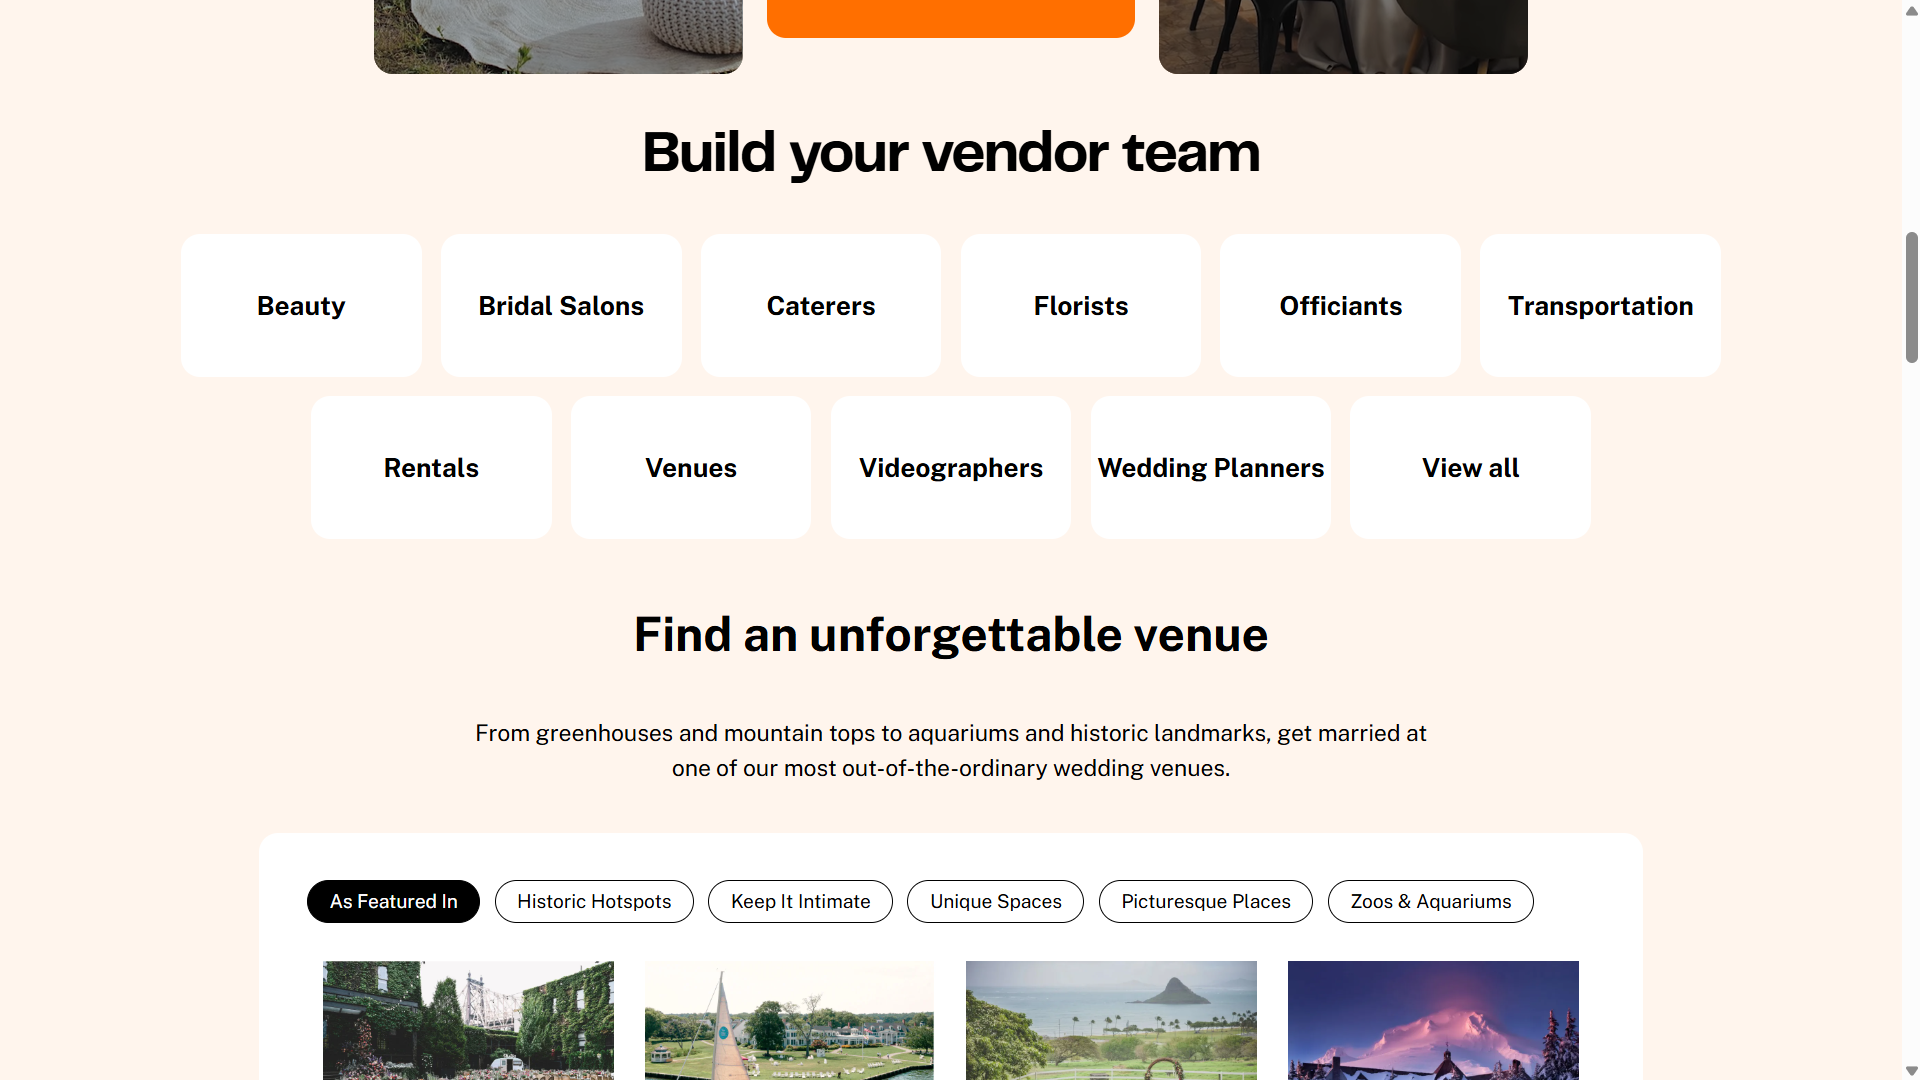 Build your vendor team
Beauty
Bridal Salons
Caterers
Florists
Officiants
Transportation
Rentals
Venues
Videographers
Wedding Planners
View all
Find an unforgettable venue
From greenhouses and mountain tops to aquariums and historic landmarks, get married at
one of our most out-of-the-ordinary wedding venues.
As Featured In
Historic Hotspots
Keep It Intimate
Unique Spaces
Picturesque Places
Zoos & Aquariums